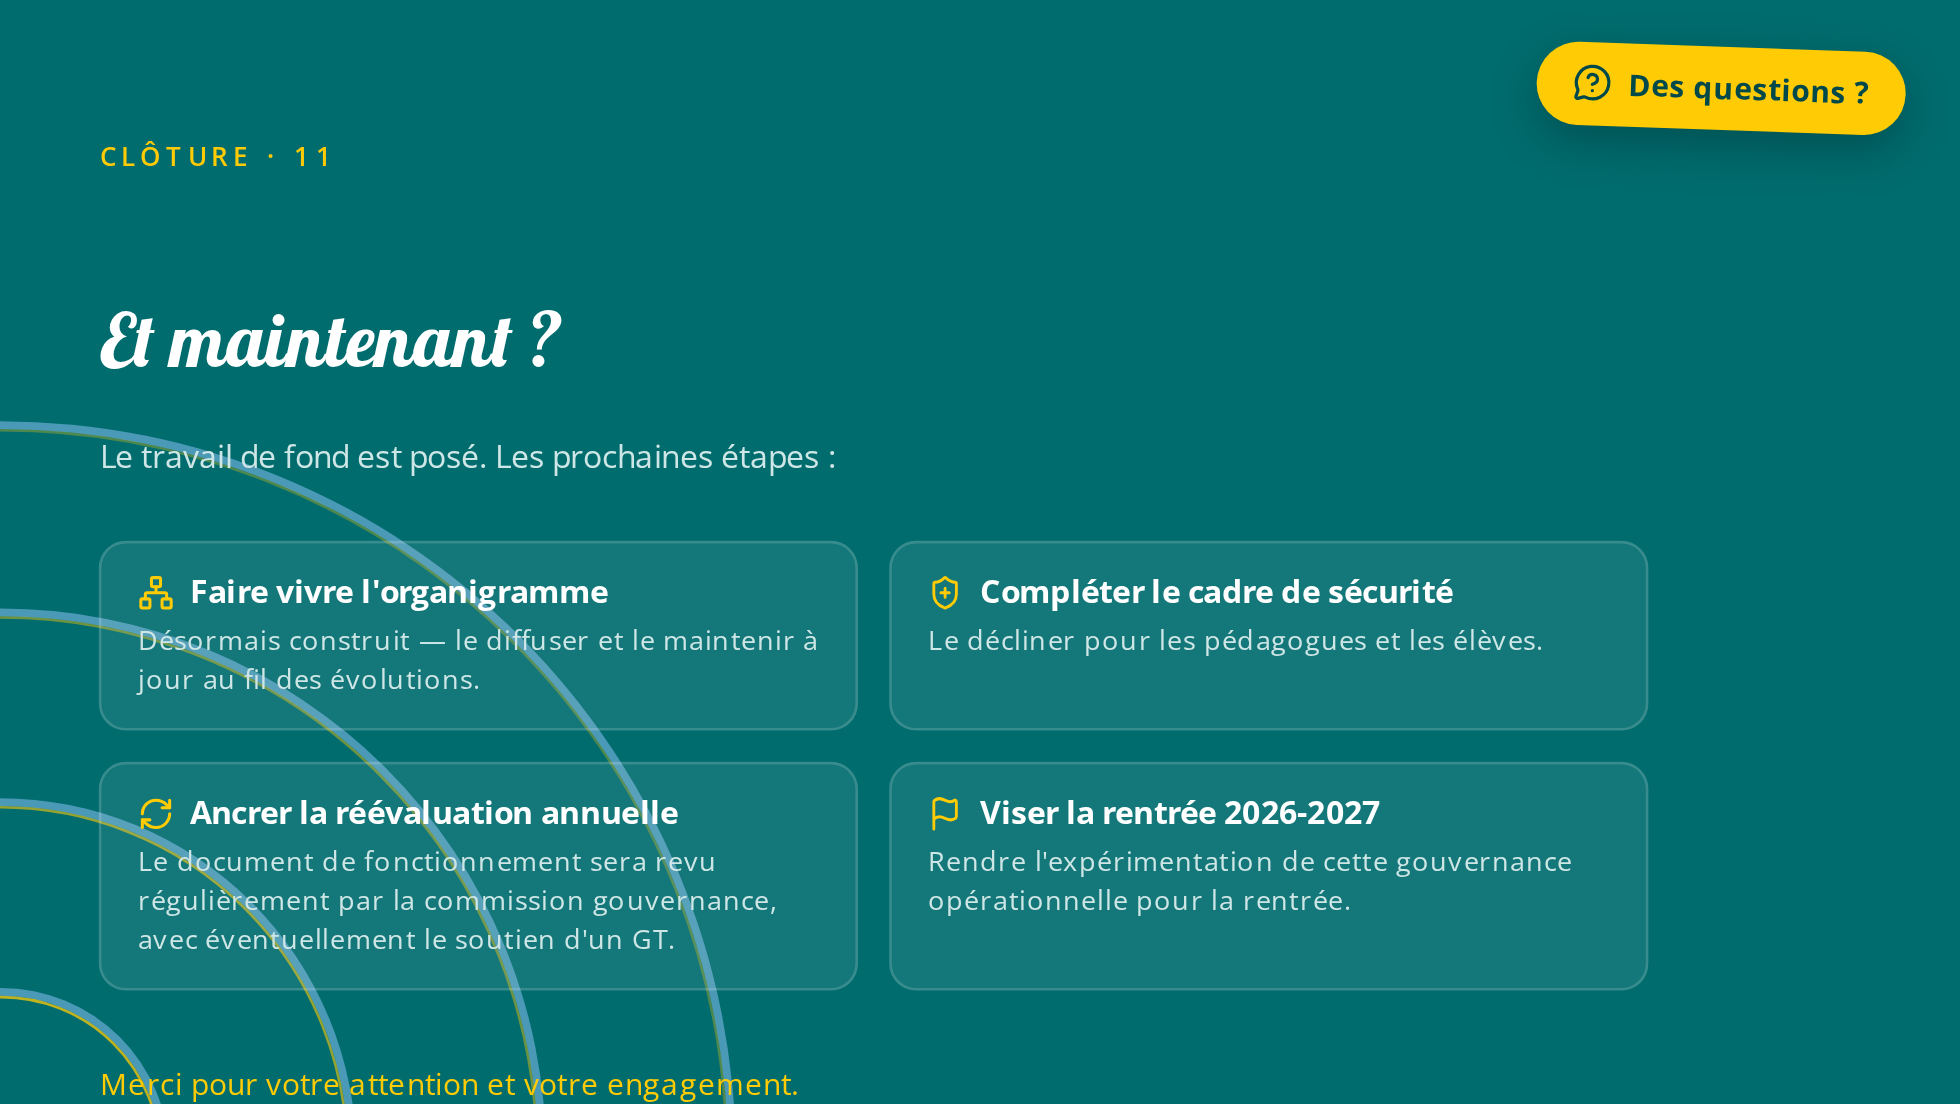 Des questions ?
CLÔTURE · 11
Et maintenant ?
Le travail de fond est posé. Les prochaines étapes :
Faire vivre l'organigramme
Désormais construit — le diffuser et le maintenir à
jour au fil des évolutions.
Compléter le cadre de sécurité
Le décliner pour les pédagogues et les élèves.
Ancrer la réévaluation annuelle
Le document de fonctionnement sera revu
régulièrement par la commission gouvernance,
avec éventuellement le soutien d'un GT.
Viser la rentrée 2026-2027
Rendre l'expérimentation de cette gouvernance
opérationnelle pour la rentrée.
Merci pour votre attention et votre engagement.